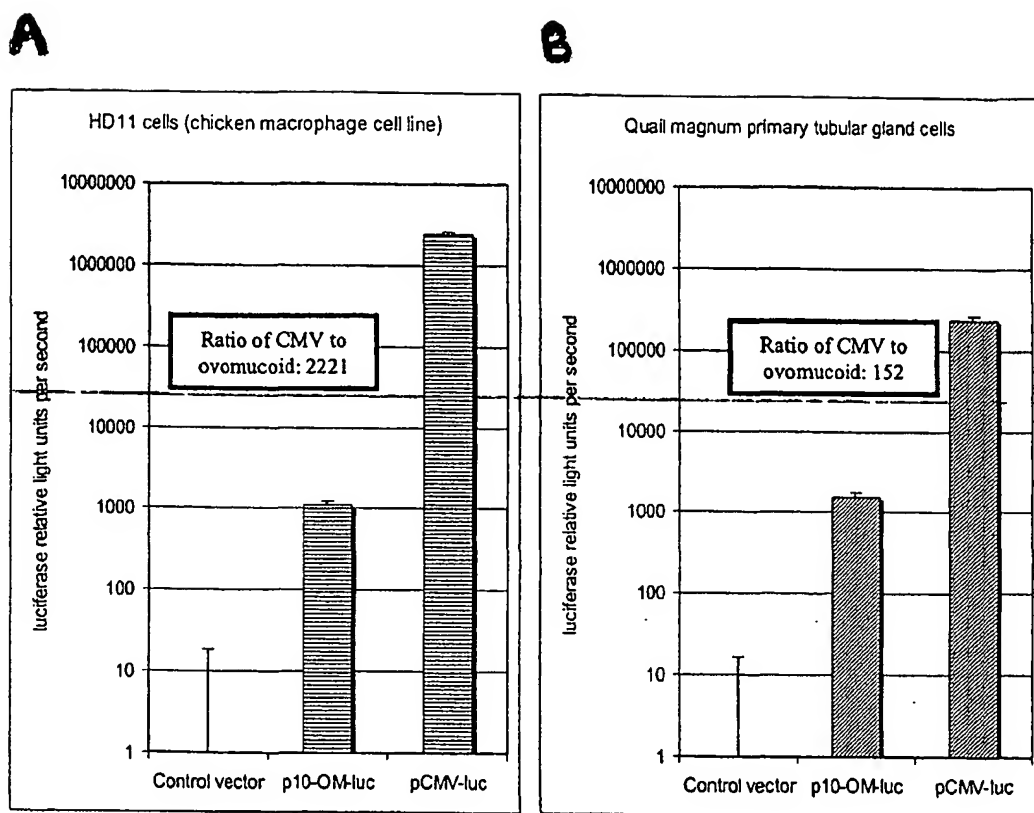 A
HD11 cells (chicken macrophage cell line)
luciferase relative light units per second
10000000
1000000
100000
10000
1000
100
10
1
Ratio of CMV to
ovomucoid: 2221
Control vector p10-OM-luc pCMV-luc
B
Quail magnum primary tubular gland cells
luciferase relative light units per second
10000000
1000000
100000
10000
1000
100
10
1
Ratio of CMV to
ovomucoid: 152
Control vector p10-OM-luc pCMV-luc